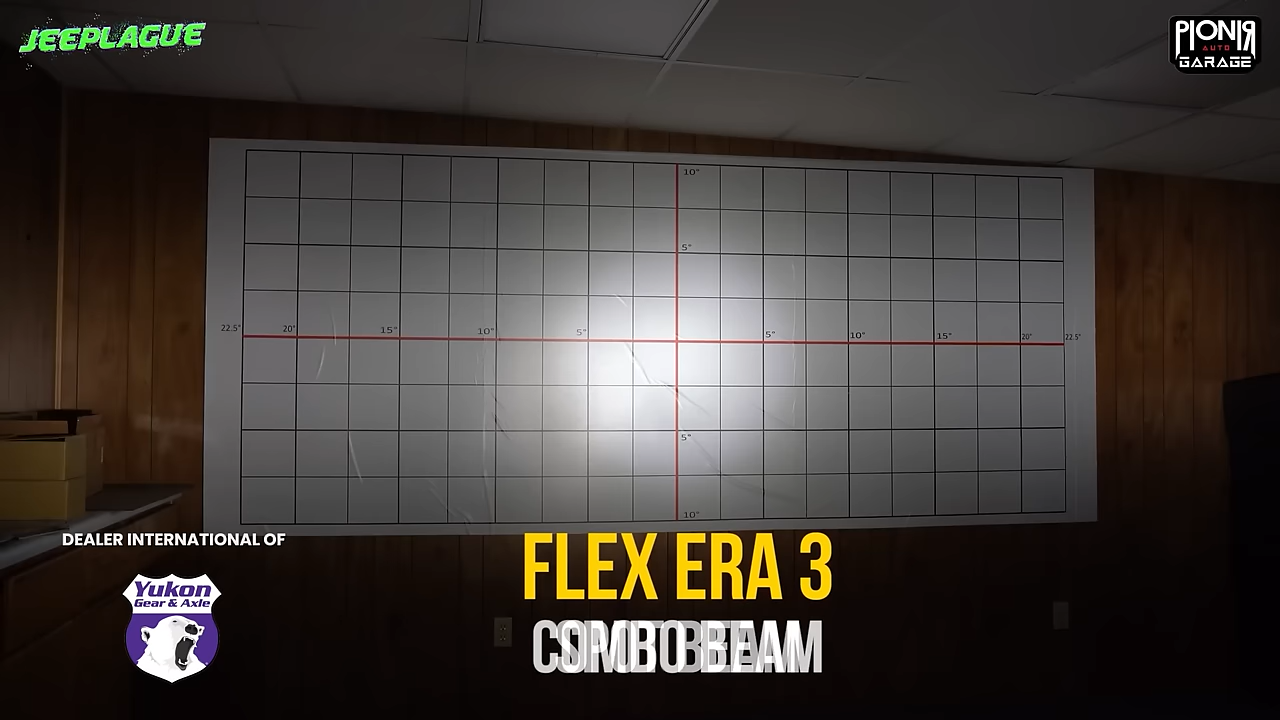 JEEPLAGUE
PIONIR
AUTO
GARAGE
10"
5"
22.5" 20" 15" 10" 5" 5" 10" 15" 20" 22.5"
5"
10"
DEALER INTERNATIONAL OF
Yukon
Gear & Axle
FLEX ERA 3
BEAM